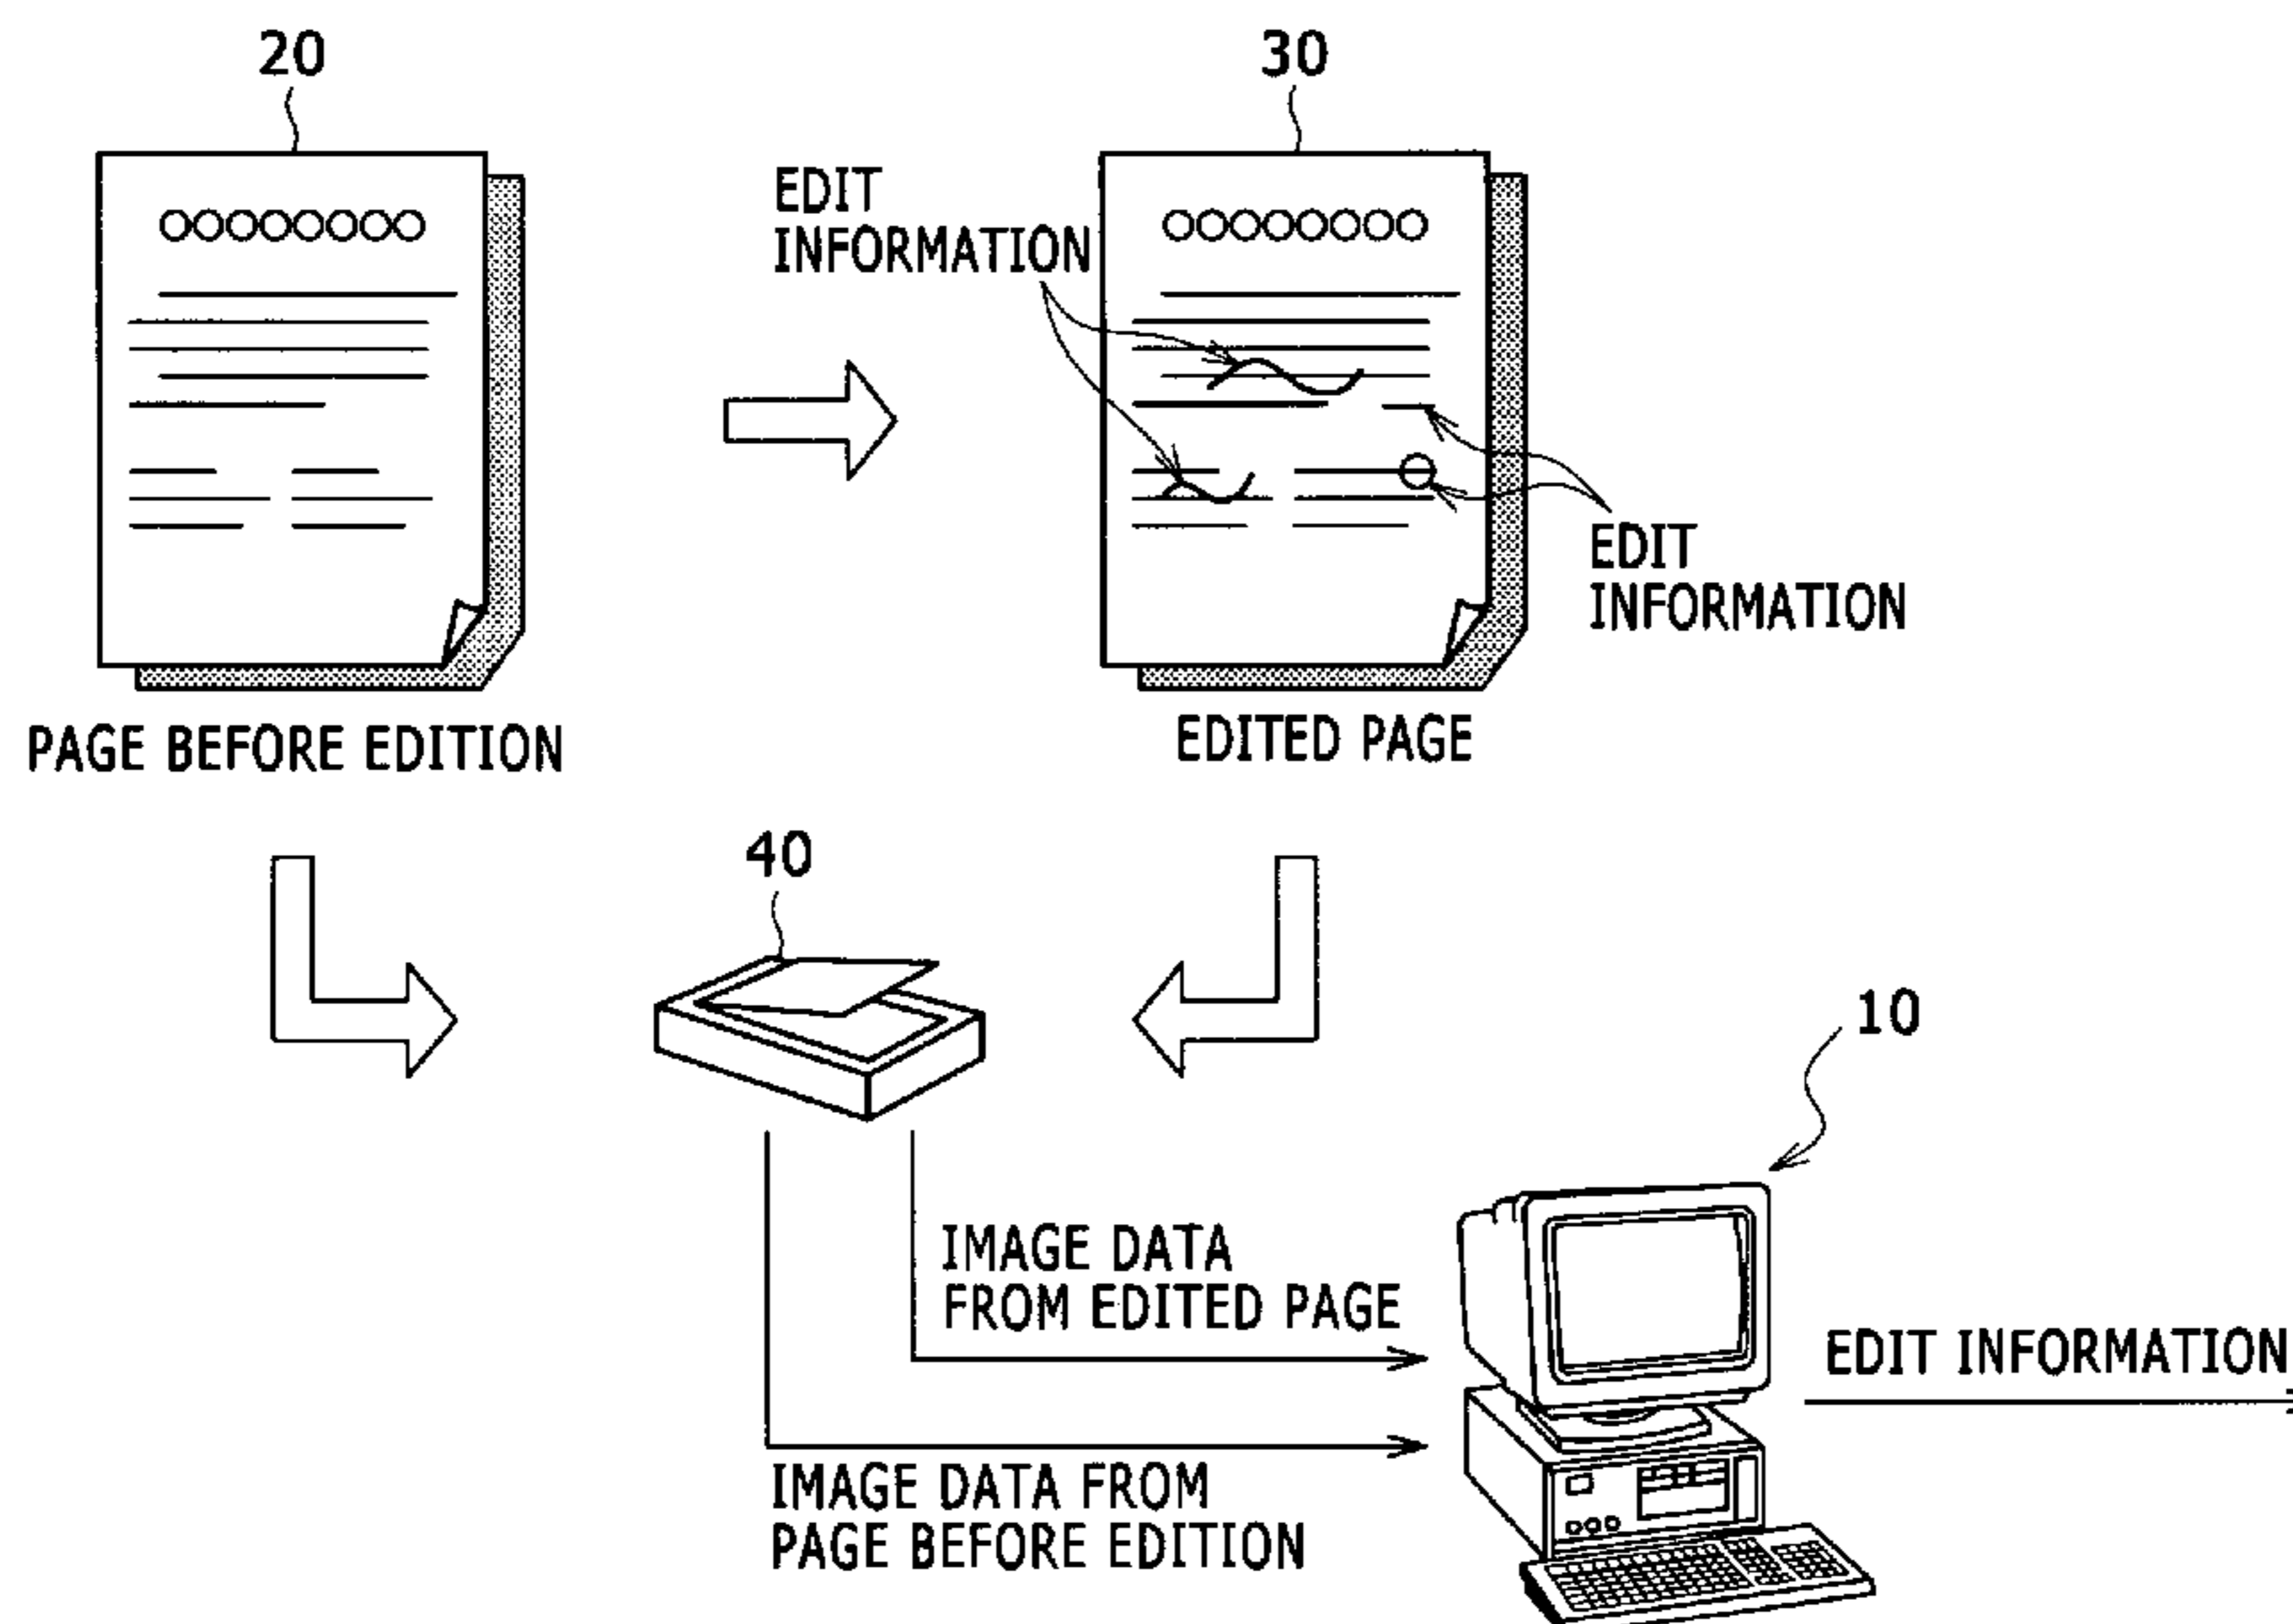 20
30
EDIT
INFORMATION
EDIT
INFORMATION
PAGE BEFORE EDITION
EDITED PAGE
40
10
IMAGE DATA
FROM EDITED PAGE
EDIT INFORMATION
IMAGE DATA FROM
PAGE BEFORE EDITION